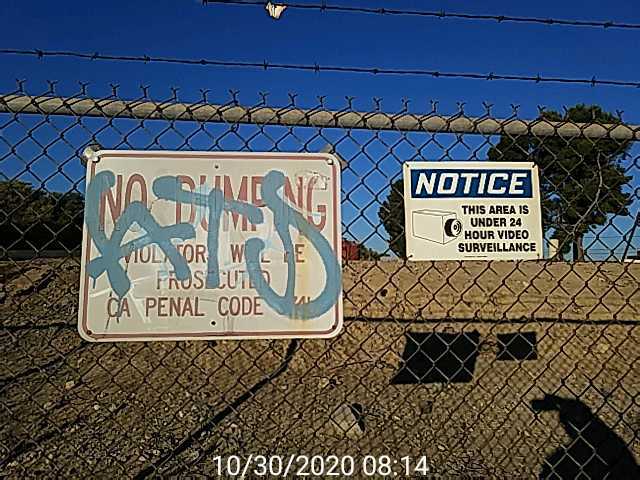 NO DUMPING
VIOLATORS WILL BE
PROSECUTED
CA PENAL CODE
NOTICE
THIS AREA IS
UNDER 24
HOUR VIDEO
SURVEILLANCE
10/30/2020 08:14